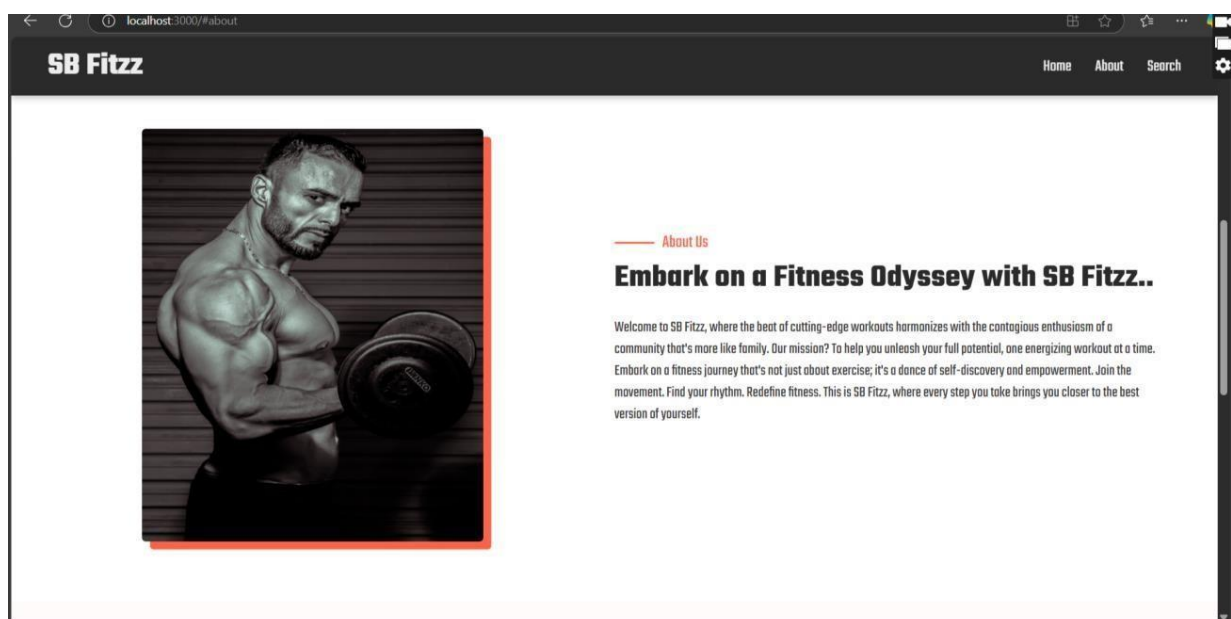 localhost:3000/#about
SB Fitzz
Home About Search
About Us
Embark on a Fitness Odyssey with SB Fitzz..
Welcome to SB Fitzz, where the beat of cutting-edge workouts harmonizes with the contagious enthusiasm of a
community that's more like family. Our mission? To help you unleash your full potential, one energizing workout at a time.
Embark on a fitness journey that's not just about exercise; it's a dance of self-discovery and empowerment. Join the
movement. Find your rhythm. Redefine fitness. This is SB Fitzz, where every step you take brings you closer to the best
version of yourself.